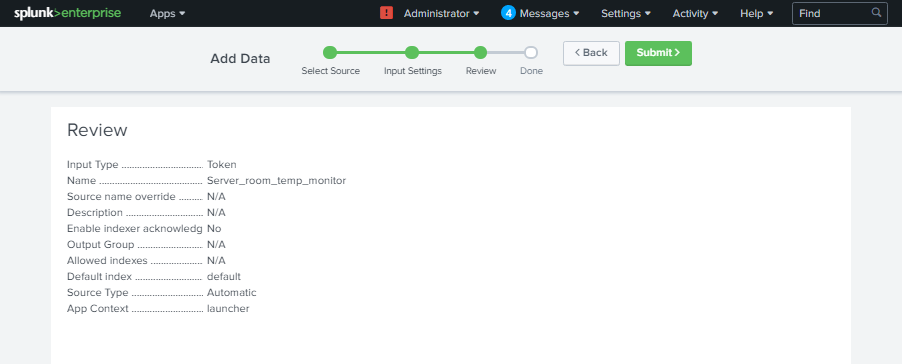 splunk>enterprise Apps ! Administrator 4 Messages Settings Activity Help Find
Add Data Select Source Input Settings Review Done < Back Submit >
Review
Input Type .............................. Token
Name ...................................... Server_room_temp_monitor
Source name override ......... N/A
Description ............................ N/A
Enable indexer acknowledg No
Output Group ........................ N/A
Allowed indexes ................... N/A
Default index ......................... default
Source Type .......................... Automatic
App Context .......................... launcher